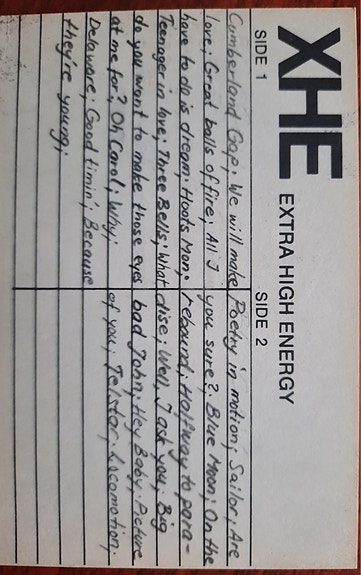 XHE EXTRA HIGH ENERGY
SIDE 1
Cumberland Gap; We will make
love; Great balls of fire; All I
have to do is dream; Hoots Mon;
Teenager in love; Three Bells; What
do you want to make those eyes
at me for? Oh Carol; Why;
Delaware; Good timin'; Because
they're young;
SIDE 2
Poetry in motion; Sailor; Are
you sure?; Blue Moon; On the
rebound; Halfway to para-
dise; Well, I ask you; Big
bad John; Hey Baby; Picture
of you; Telstar; Locomotion;